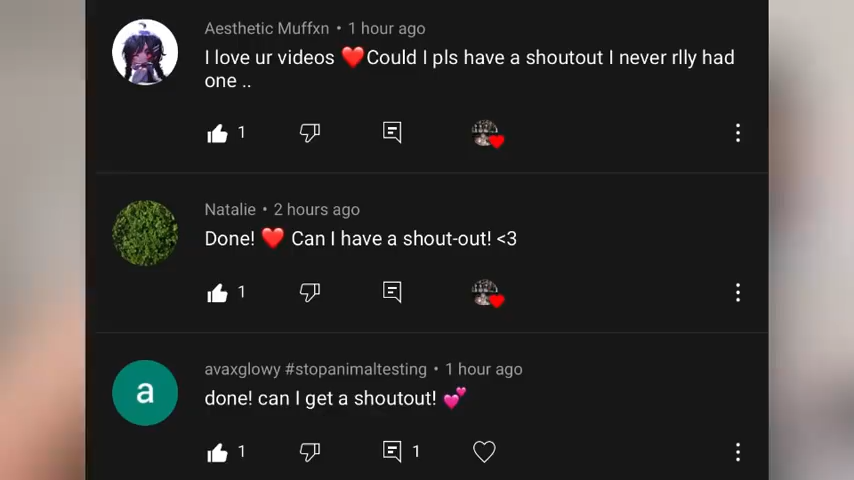 Aesthetic Muffxn • 1 hour ago
I love ur videos ❤️Could I pls have a shoutout I never rlly had
one ..
1
Natalie • 2 hours ago
Done! ❤️ Can I have a shout-out! <3
1
a
avaxglowy #stopanimaltesting • 1 hour ago
done! can I get a shoutout! 💕
1 1